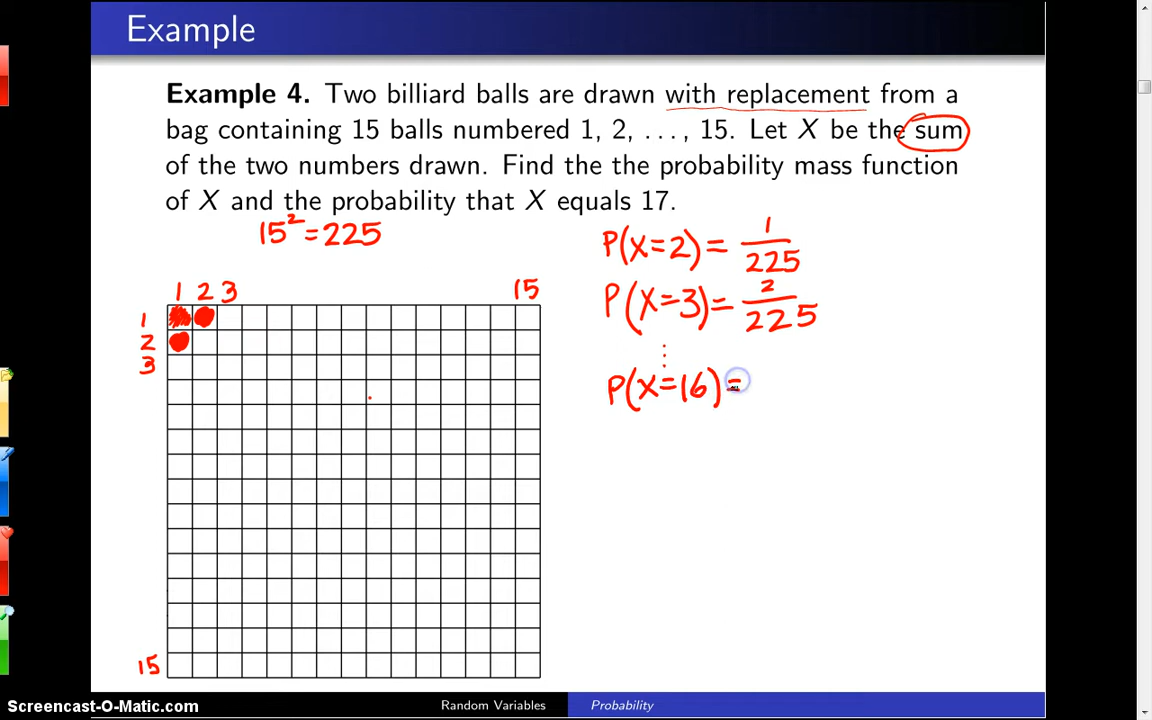 Example
Example 4. Two billiard balls are drawn with replacement from a
bag containing 15 balls numbered 1, 2, . . . , 15. Let X be the sum
of the two numbers drawn. Find the the probability mass function
of X and the probability that X equals 17.
15² = 225
P(X=2) = 1/225
P(X=3) = 2/225
⋮
P(X=16) =
1 2 3 15
1
2
3
15
Random Variables Probability
Screencast-O-Matic.com